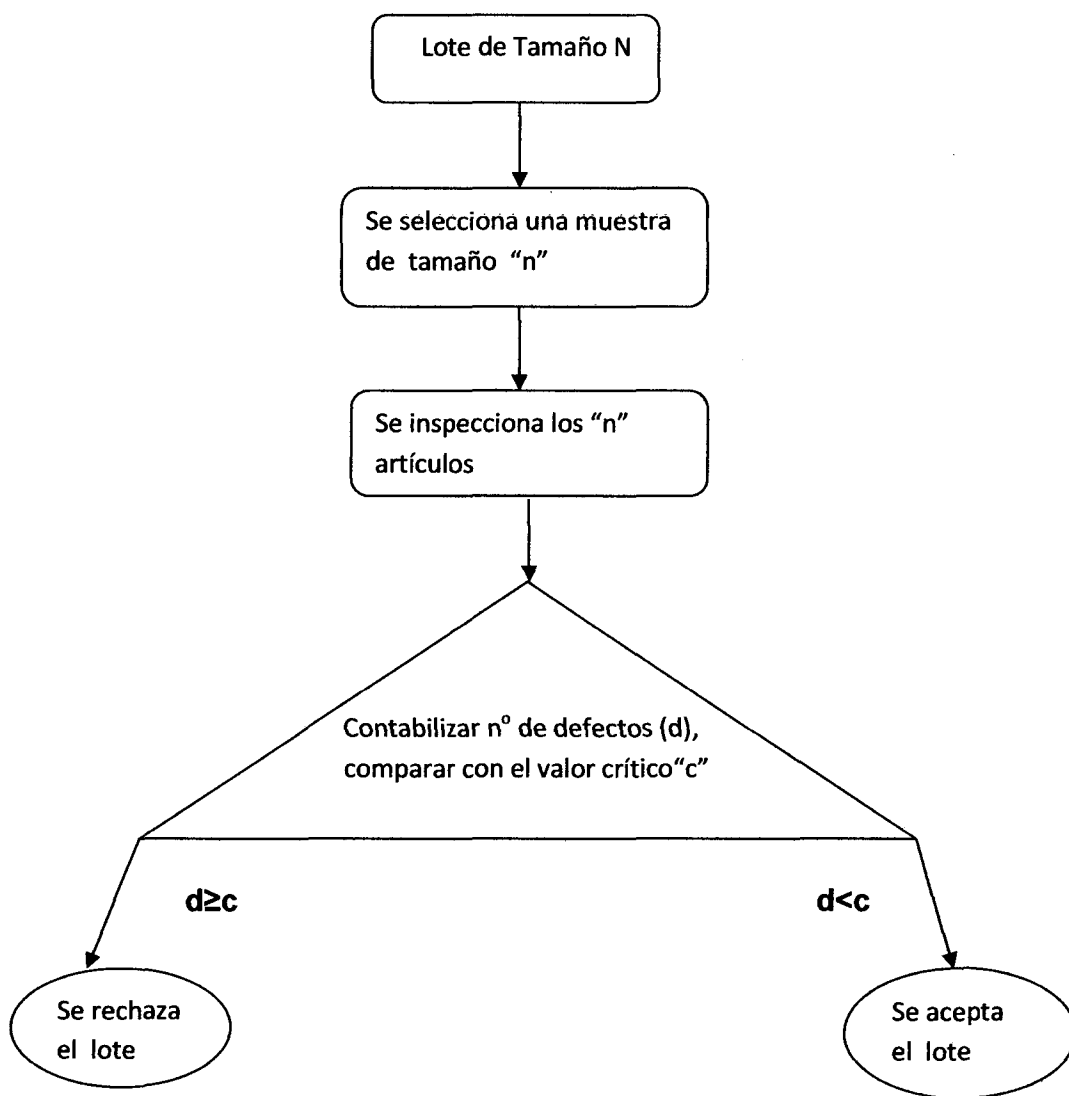 Lote de Tamaño N
Se selecciona una muestra
de tamaño “n”
Se inspecciona los “n”
artículos
Contabilizar nº de defectos (d),
comparar con el valor crítico“c”
d≥c
d<c
Se rechaza
el lote
Se acepta
el lote